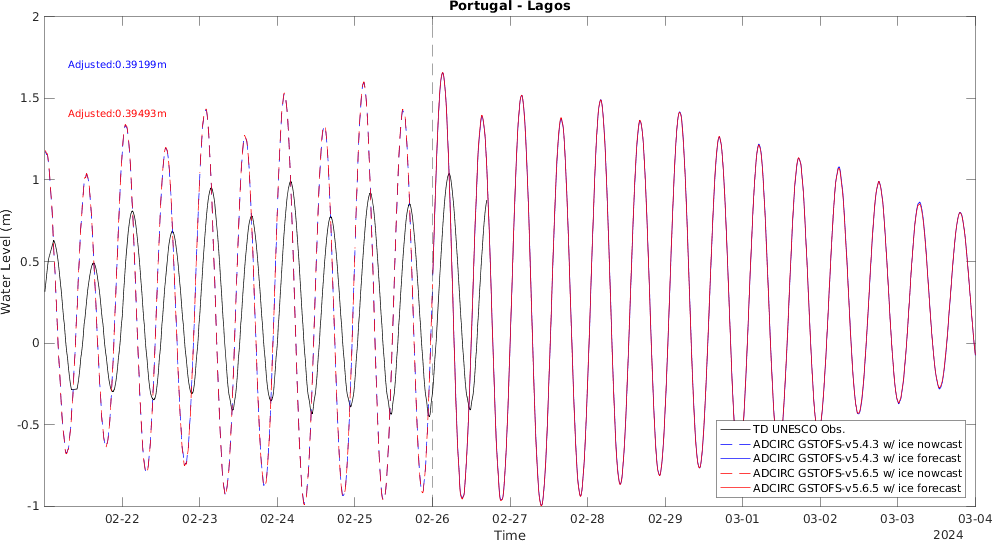 Portugal - Lagos
2
1.5
1
0.5
0
-0.5
-1
Water Level (m)
Adjusted:0.39199m
Adjusted:0.39493m
TD UNESCO Obs.
ADCIRC GSTOFS-v5.4.3 w/ ice nowcast
ADCIRC GSTOFS-v5.4.3 w/ ice forecast
ADCIRC GSTOFS-v5.6.5 w/ ice nowcast
ADCIRC GSTOFS-v5.6.5 w/ ice forecast
02-22 02-23 02-24 02-25 02-26 02-27 02-28 02-29 03-01 03-02 03-03 03-04
Time
2024